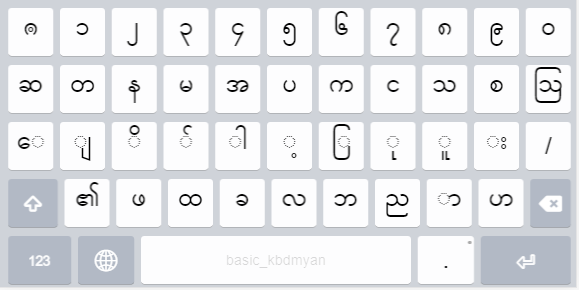 ၐ ၁ ၂ ၃ ၄ ၅ ၆ ၇ ၈ ၉ ၀
ဆ တ န မ အ ပ က င သ စ ဩ
ေ ျ ိ ် ါ ့ ြ ု ူ း /
၏ ဖ ထ ခ လ ဘ ည ာ ဟ
123 basic_kbdmyan .